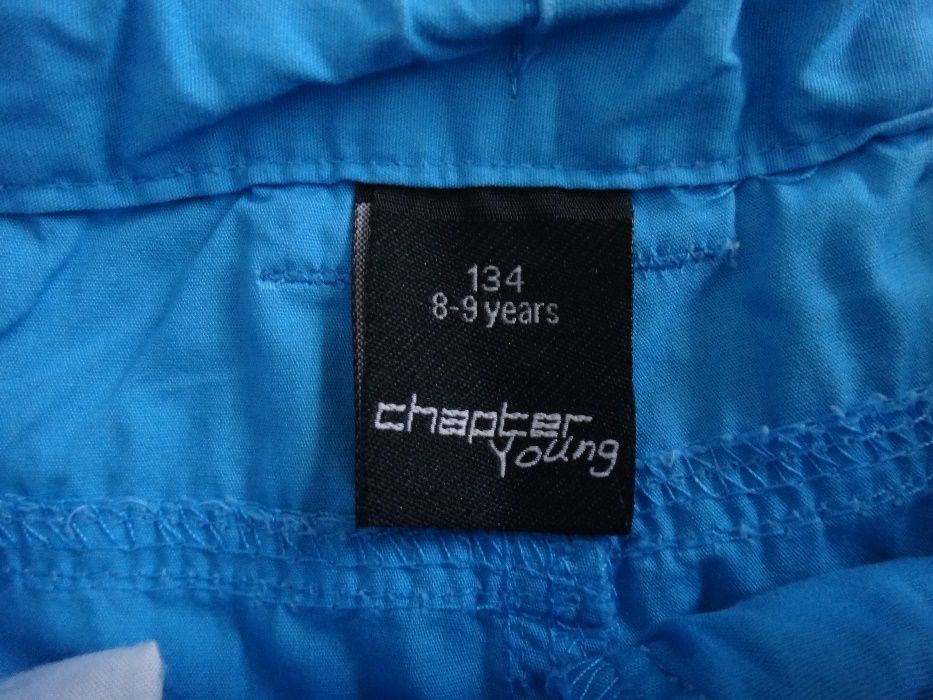 134
8-9 years
chapter
Young